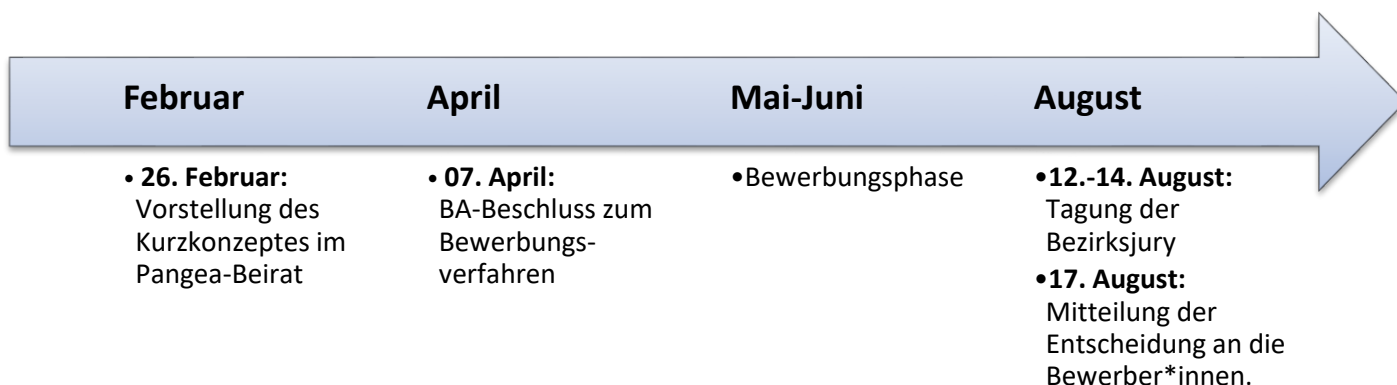 Februar
April
Mai-Juni
August
• 26. Februar:
Vorstellung des
Kurzkonzeptes im
Pangea-Beirat
• 07. April:
BA-Beschluss zum
Bewerbungs-
verfahren
•Bewerbungsphase
•12.-14. August:
Tagung der
Bezirksjury
•17. August:
Mitteilung der
Entscheidung an die
Bewerber*innen.